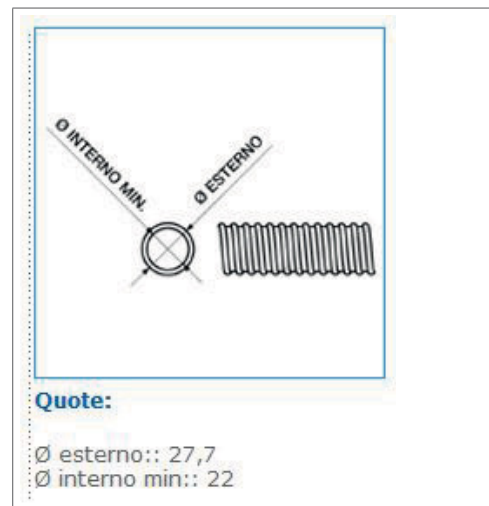 Ø INTERNO MIN.
Ø ESTERNO
Quote:
Ø esterno:: 27,7
Ø interno min:: 22